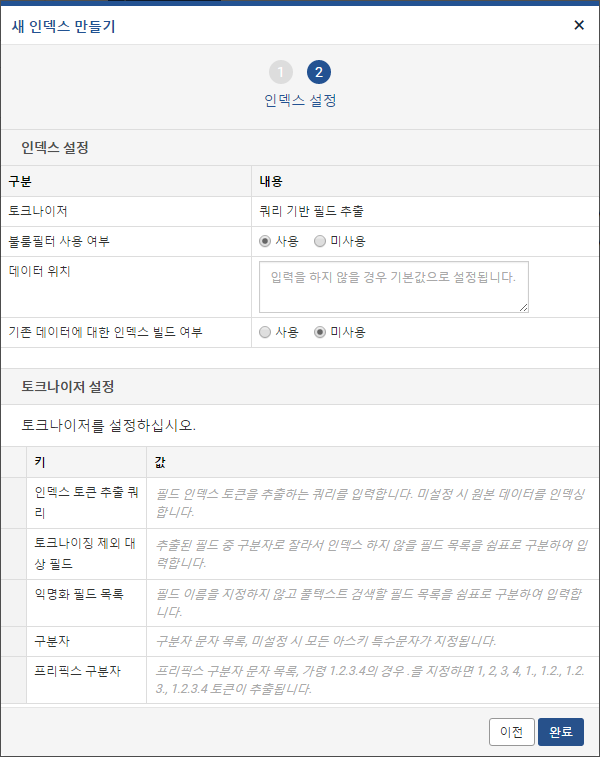 새 인덱스 만들기 ×
1 2
인덱스 설정
인덱스 설정
구분 내용
토크나이저 쿼리 기반 필드 추출
블룸필터 사용 여부 사용 미사용
데이터 위치 입력을 하지 않을 경우 기본값으로 설정됩니다.
기존 데이터에 대한 인덱스 빌드 여부 사용 미사용
토크나이저 설정
토크나이저를 설정하십시오.
키 값
인덱스 토큰 추출 쿼
리
필드 인덱스 토큰을 추출하는 쿼리를 입력합니다. 미설정 시 원본 데이터를 인덱싱
합니다.
토크나이징 제외 대
상 필드
추출된 필드 중 구분자로 잘라서 인덱스 하지 않을 필드 목록을 쉼표로 구분하여 입
력합니다.
익명화 필드 목록
필드 이름을 지정하지 않고 풀텍스트 검색할 필드 목록을 쉼표로 구분하여 입력합
니다.
구분자 구분자 문자 목록, 미설정 시 모든 아스키 특수문자가 지정됩니다.
프리픽스 구분자
프리픽스 구분자 문자 목록, 가령 1.2.3.4의 경우 .을 지정하면 1, 2, 3, 4, 1., 1.2., 1.2.
3., 1.2.3.4 토큰이 추출됩니다.
이전 완료